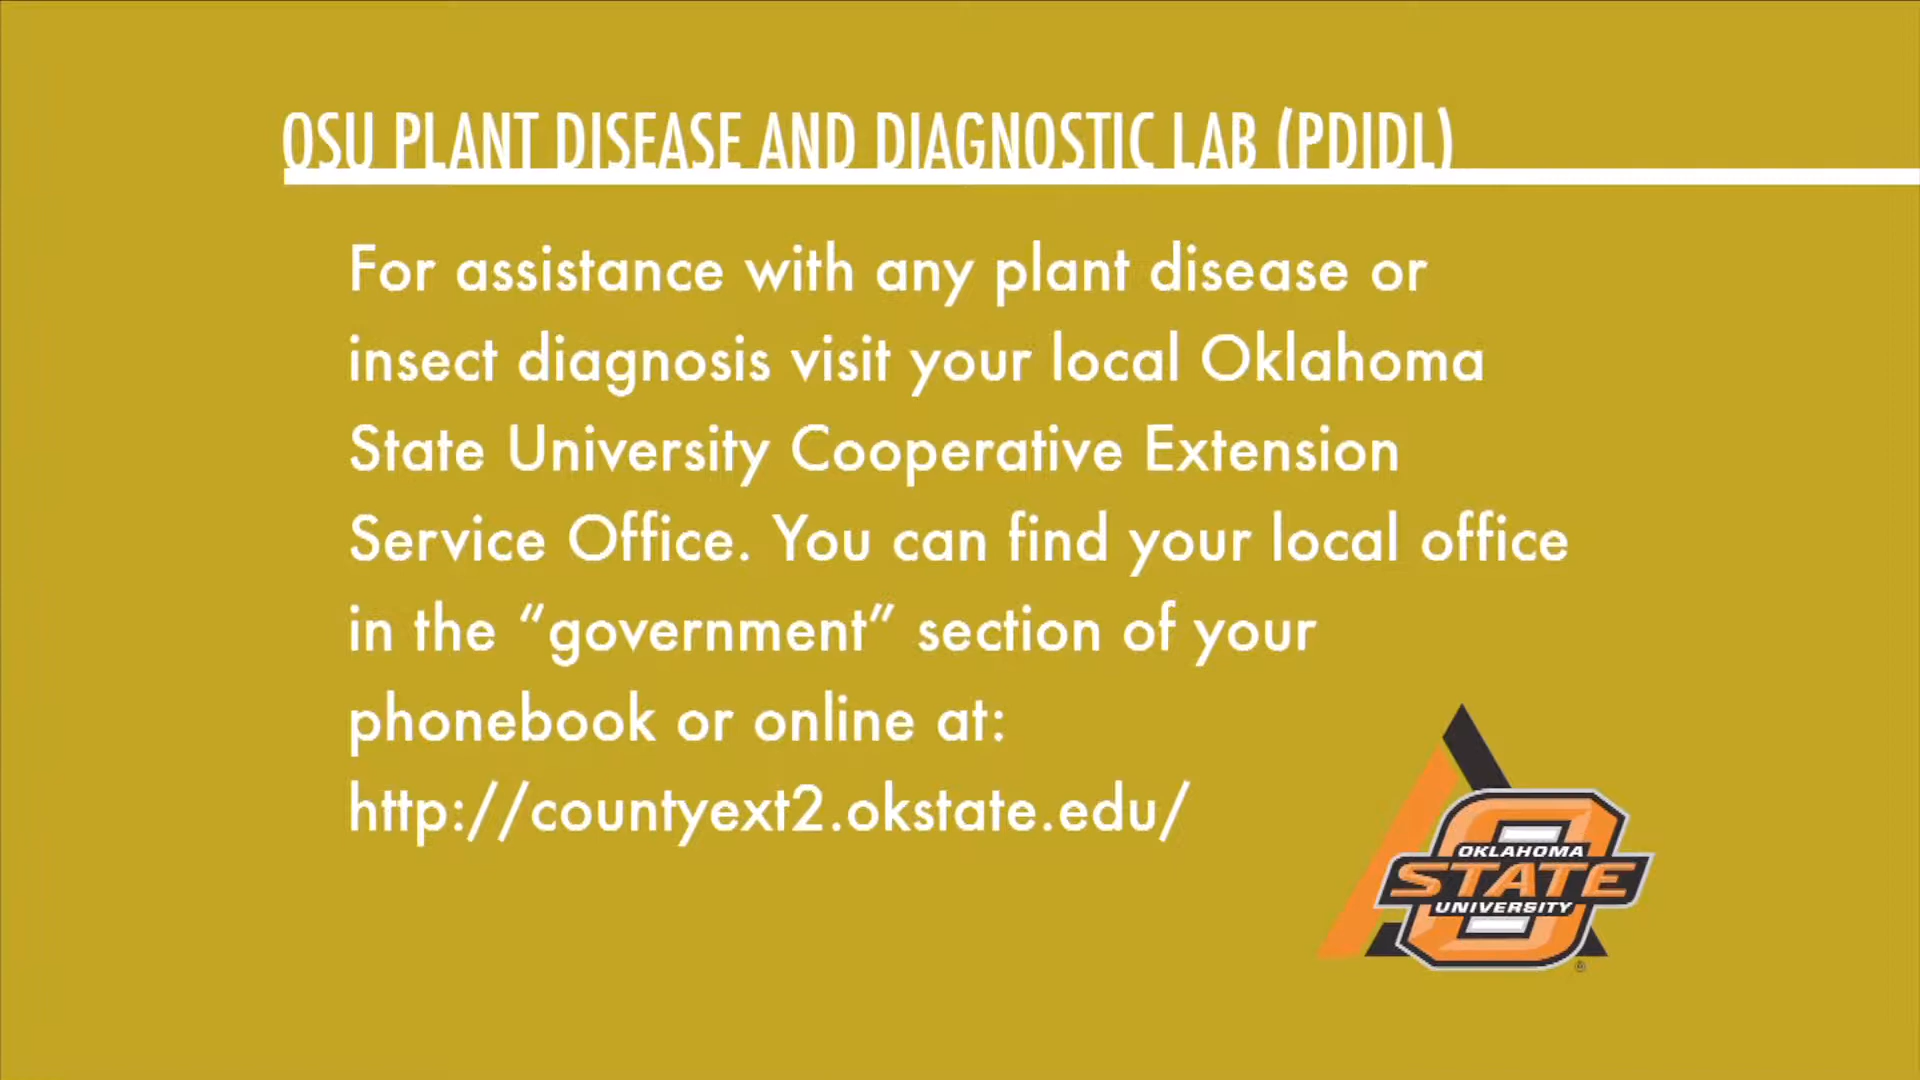 OSU PLANT DISEASE AND DIAGNOSTIC LAB (PDIDL)
For assistance with any plant disease or
insect diagnosis visit your local Oklahoma
State University Cooperative Extension
Service Office. You can find your local office
in the “government” section of your
phonebook or online at:
http://countyext2.okstate.edu/
OKLAHOMA
STATE
UNIVERSITY
®